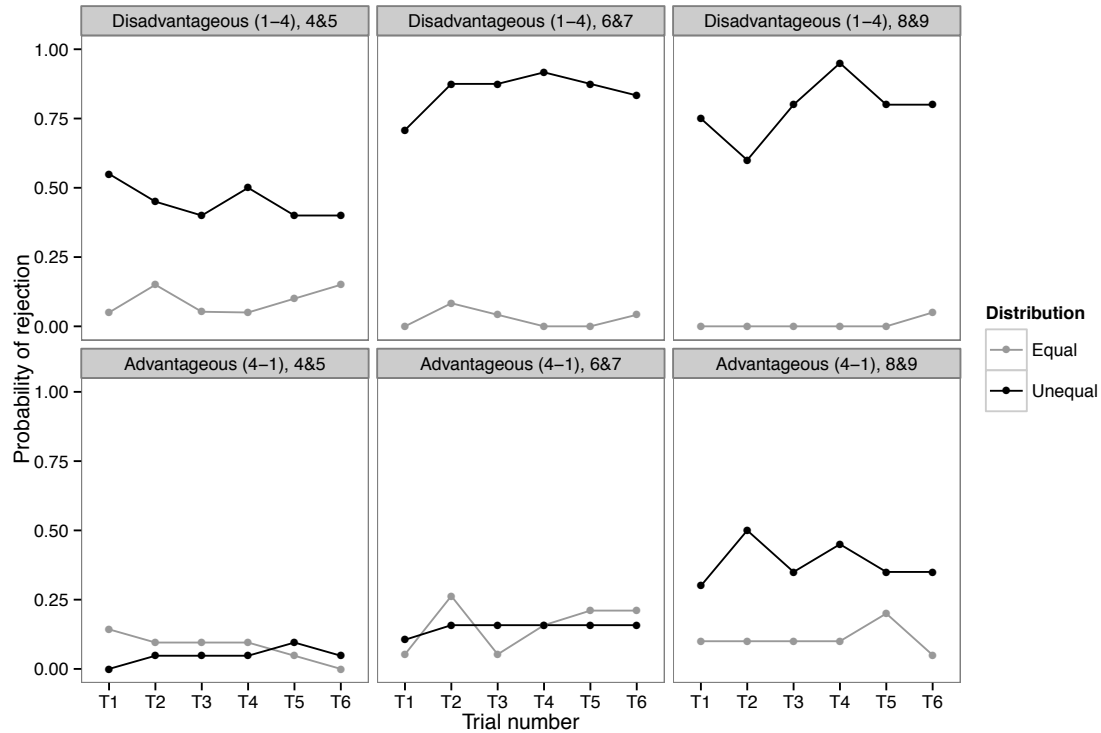 Disadvantageous (1−4), 4&5
Disadvantageous (1−4), 6&7
Disadvantageous (1−4), 8&9
1.00
0.75
0.50
0.25
0.00
Advantageous (4−1), 4&5
Advantageous (4−1), 6&7
Advantageous (4−1), 8&9
1.00
0.75
0.50
0.25
0.00
Probability of rejection
T1 T2 T3 T4 T5 T6
T1 T2 T3 T4 T5 T6
T1 T2 T3 T4 T5 T6
Trial number
Distribution
Equal
Unequal